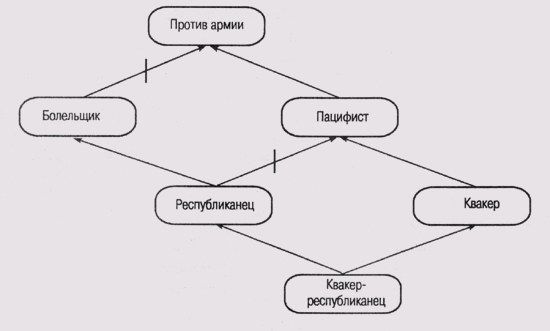 Против армии
Болельщик
Пацифист
Республиканец
Квакер
Квакер-
республиканец